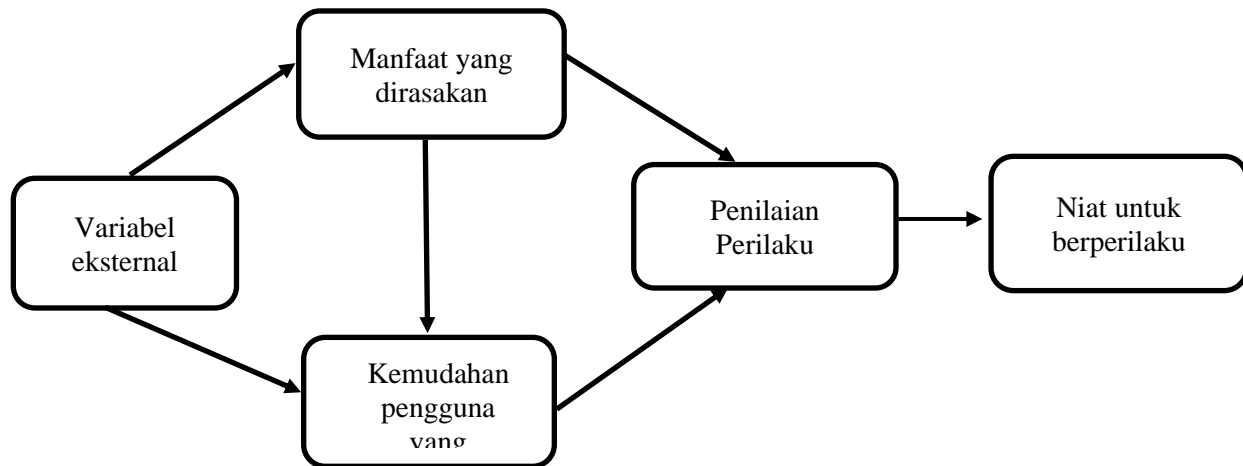 Manfaat yang
dirasakan
Variabel
eksternal
Penilaian
Perilaku
Niat untuk
berperilaku
Kemudahan
pengguna
yang